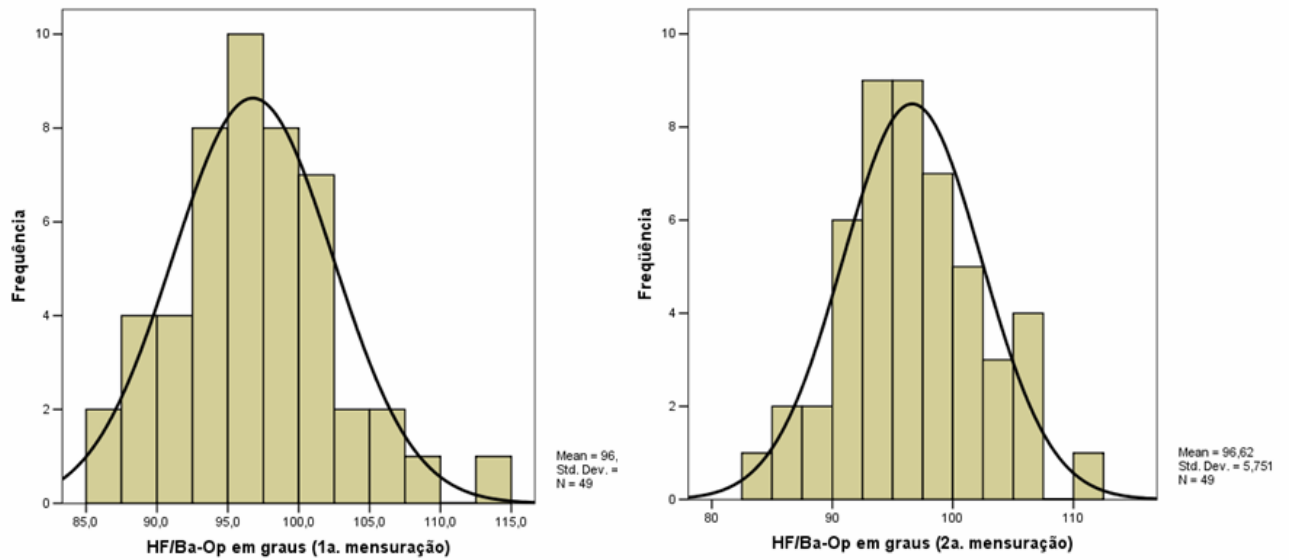 10
8
6
4
2
0
Freqûência
85,0 90,0 95,0 100,0 105,0 110,0 115,0
HF/Ba-Op em graus (1a. mensuração)
Mean = 96,
Std. Dev. =
N = 49
10
8
6
4
2
0
Freqüência
80 90 100 110
HF/Ba-Op em graus (2a. mensuração)
Mean = 96,62
Std. Dev. = 5,751
N = 49